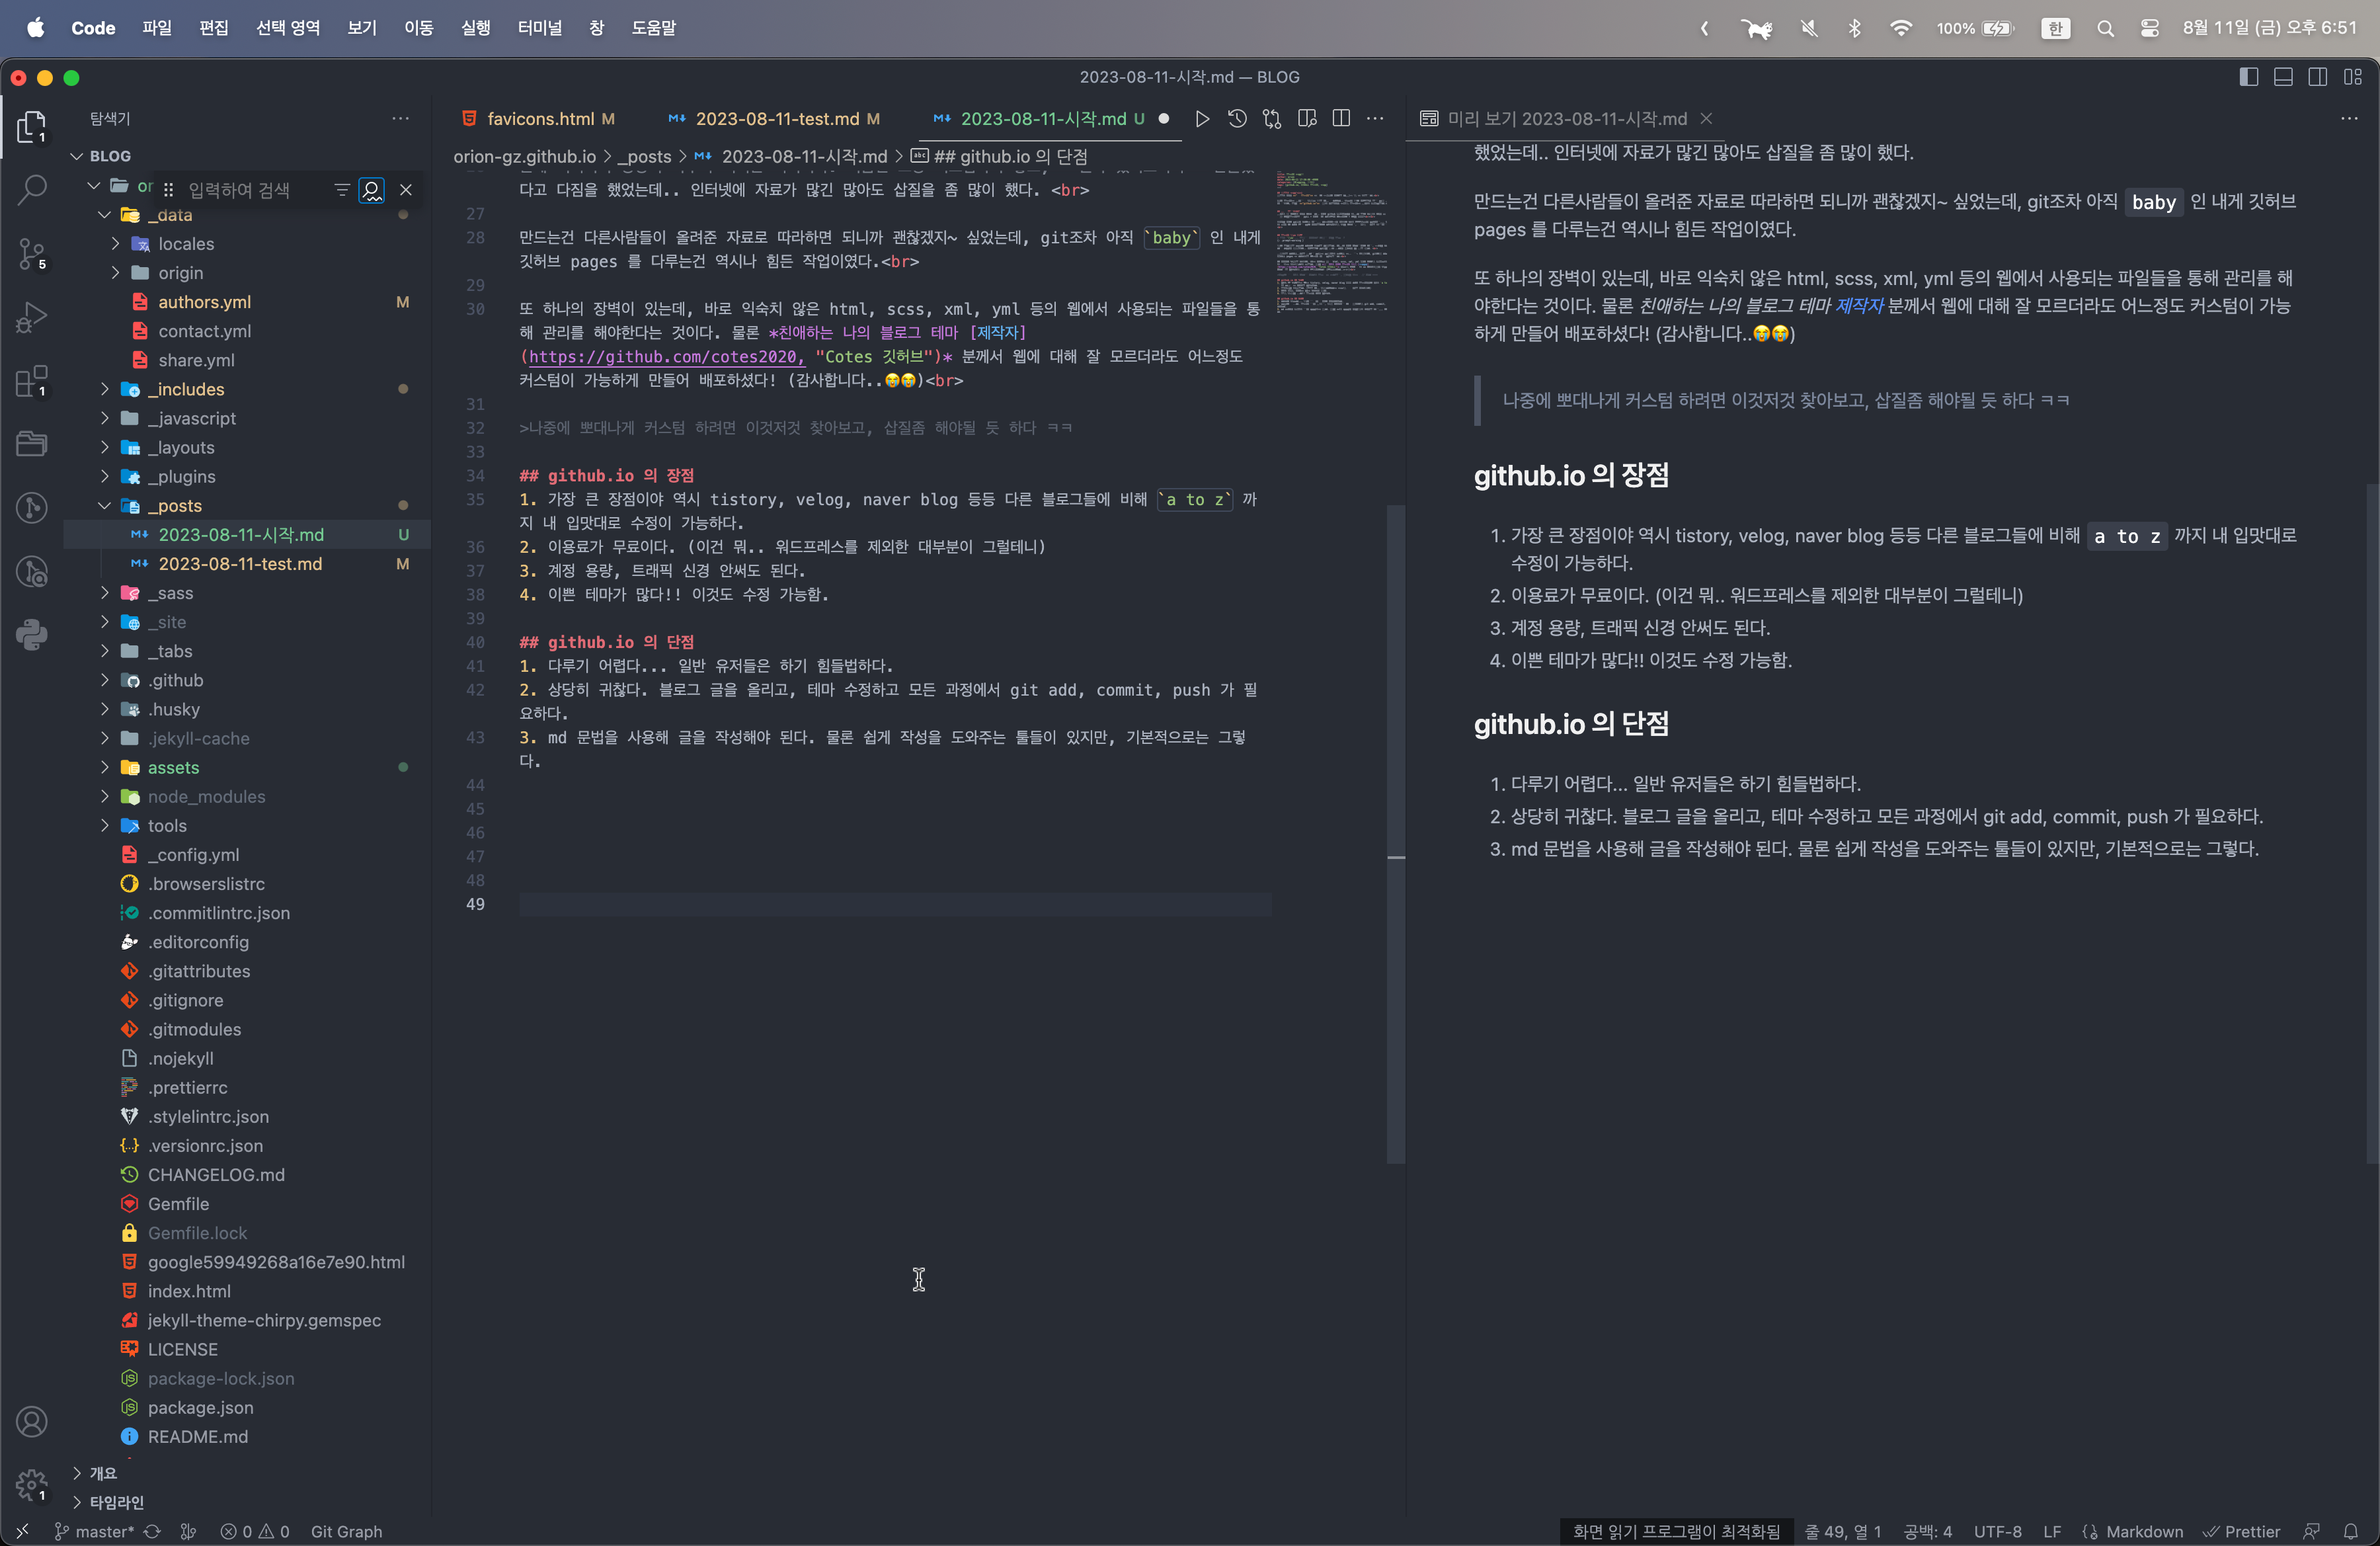 Code 파일 편집 선택 영역 보기 이동 실행 터미널 창 도움말
100% 한 8월 11일 (금) 오후 6:51
2023-08-11-시작.md — BLOG
탐색기
BLOG
or
입력하여 검색
_data
locales
origin
authors.yml M
contact.yml
share.yml
_includes
_javascript
_layouts
_plugins
_posts
2023-08-11-시작.md U
2023-08-11-test.md M
_sass
_site
_tabs
.github
.husky
.jekyll-cache
assets
node_modules
tools
_config.yml
.browserslistrc
.commitlintrc.json
.editorconfig
.gitattributes
.gitignore
.gitmodules
.nojekyll
.prettierrc
.stylelintrc.json
.versionrc.json
CHANGELOG.md
Gemfile
Gemfile.lock
google59949268a16e7e90.html
index.html
jekyll-theme-chirpy.gemspec
LICENSE
package-lock.json
package.json
README.md
개요
타임라인
1
5
1
1
favicons.html M 2023-08-11-test.md M 2023-08-11-시작.md U
orion-gz.github.io > _posts > 2023-08-11-시작.md > ## github.io 의 단점
다고 다짐을 했었는데.. 인터넷에 자료가 많긴 많아도 삽질을 좀 많이 했다. <br>
27
28 만드는건 다른사람들이 올려준 자료로 따라하면 되니까 괜찮겠지~ 싶었는데, git조차 아직 `baby` 인 내게
깃허브 pages 를 다루는건 역시나 힘든 작업이였다.<br>
29
30 또 하나의 장벽이 있는데, 바로 익숙치 않은 html, scss, xml, yml 등의 웹에서 사용되는 파일들을 통
해 관리를 해야한다는 것이다. 물론 *친애하는 나의 블로그 테마 [제작자]
(https://github.com/cotes2020, "Cotes 깃허브")* 분께서 웹에 대해 잘 모르더라도 어느정도
커스텀이 가능하게 만들어 배포하셨다! (감사합니다..😭😭)<br>
31
32 >나중에 뽀대나게 커스텀 하려면 이것저것 찾아보고, 삽질좀 해야될 듯 하다 ㅋㅋ
33
34 ## github.io 의 장점
35 1. 가장 큰 장점이야 역시 tistory, velog, naver blog 등등 다른 블로그들에 비해 `a to z` 까
지 내 입맛대로 수정이 가능하다.
36 2. 이용료가 무료이다. (이건 뭐.. 워드프레스를 제외한 대부분이 그럴테니)
37 3. 계정 용량, 트래픽 신경 안써도 된다.
38 4. 이쁜 테마가 많다!! 이것도 수정 가능함.
39
40 ## github.io 의 단점
41 1. 다루기 어렵다... 일반 유저들은 하기 힘들법하다.
42 2. 상당히 귀찮다. 블로그 글을 올리고, 테마 수정하고 모든 과정에서 git add, commit, push 가 필
요하다.
43 3. md 문법을 사용해 글을 작성해야 된다. 물론 쉽게 작성을 도와주는 툴들이 있지만, 기본적으로는 그렇
다.
44
45
46
47
48
49
미리 보기 2023-08-11-시작.md
했었는데.. 인터넷에 자료가 많긴 많아도 삽질을 좀 많이 했다.
만드는건 다른사람들이 올려준 자료로 따라하면 되니까 괜찮겠지~ 싶었는데, git조차 아직 baby 인 내게 깃허브
pages 를 다루는건 역시나 힘든 작업이였다.
또 하나의 장벽이 있는데, 바로 익숙치 않은 html, scss, xml, yml 등의 웹에서 사용되는 파일들을 통해 관리를 해
야한다는 것이다. 물론 친애하는 나의 블로그 테마 제작자 분께서 웹에 대해 잘 모르더라도 어느정도 커스텀이 가능
하게 만들어 배포하셨다! (감사합니다..😭😭)
나중에 뽀대나게 커스텀 하려면 이것저것 찾아보고, 삽질좀 해야될 듯 하다 ㅋㅋ
github.io 의 장점
1. 가장 큰 장점이야 역시 tistory, velog, naver blog 등등 다른 블로그들에 비해 a to z 까지 내 입맛대로
수정이 가능하다.
2. 이용료가 무료이다. (이건 뭐.. 워드프레스를 제외한 대부분이 그럴테니)
3. 계정 용량, 트래픽 신경 안써도 된다.
4. 이쁜 테마가 많다!! 이것도 수정 가능함.
github.io 의 단점
1. 다루기 어렵다... 일반 유저들은 하기 힘들법하다.
2. 상당히 귀찮다. 블로그 글을 올리고, 테마 수정하고 모든 과정에서 git add, commit, push 가 필요하다.
3. md 문법을 사용해 글을 작성해야 된다. 물론 쉽게 작성을 도와주는 툴들이 있지만, 기본적으로는 그렇다.
master* 0 0 Git Graph
화면 읽기 프로그램이 최적화됨 줄 49, 열 1 공백: 4 UTF-8 LF Markdown Prettier